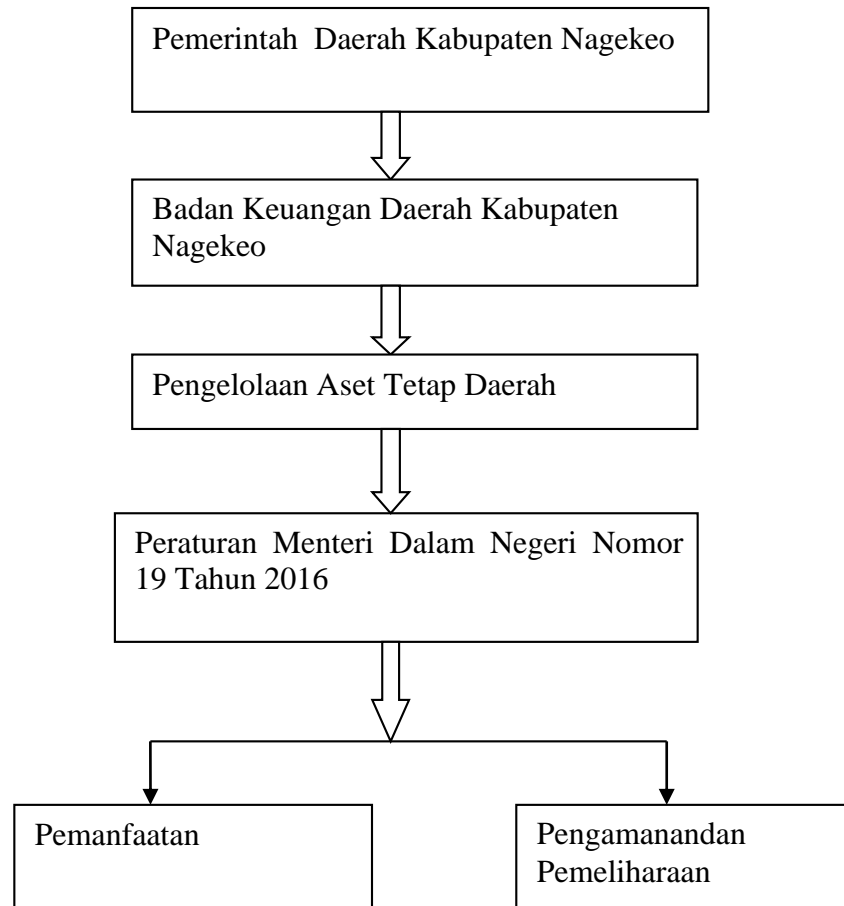 Pemerintah Daerah Kabupaten Nagekeo
Badan Keuangan Daerah Kabupaten
Nagekeo
Pengelolaan Aset Tetap Daerah
Peraturan Menteri Dalam Negeri Nomor
19 Tahun 2016
Pemanfaatan
Pengamanandan
Pemeliharaan